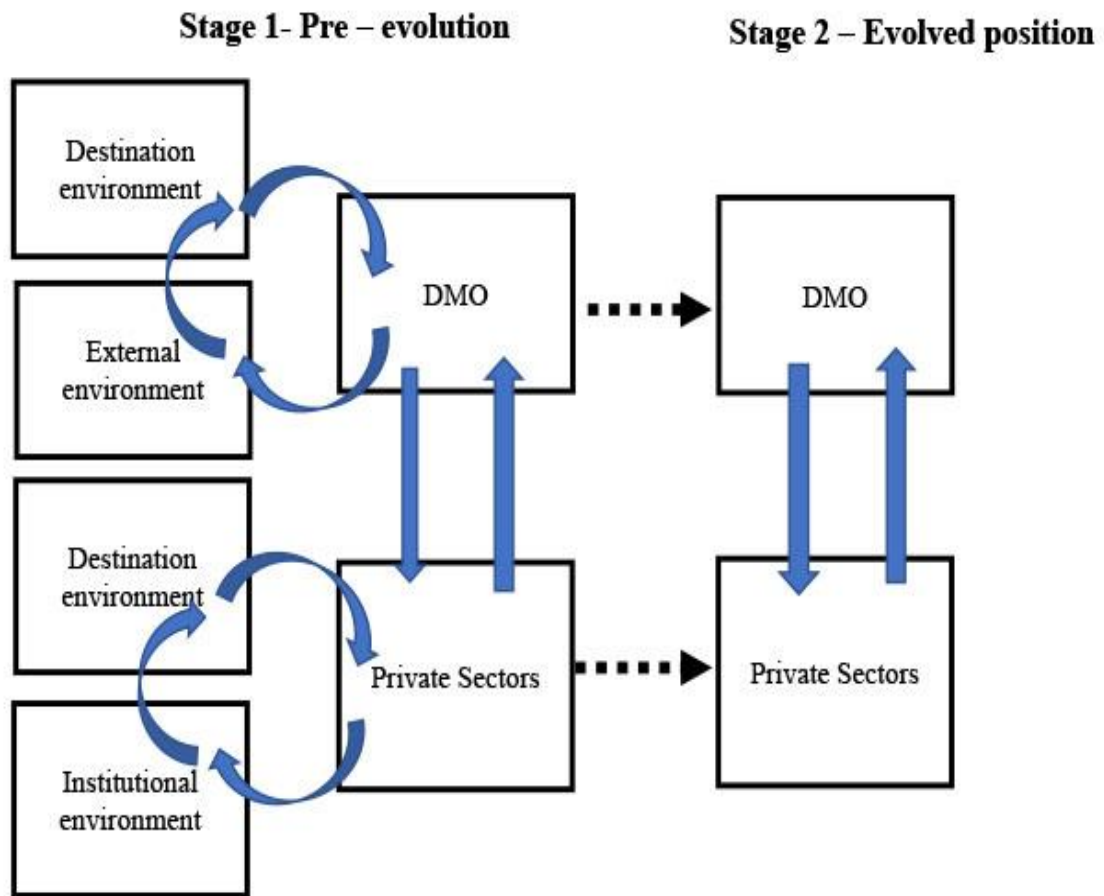 Stage 1- Pre – evolution
Stage 2 – Evolved position
Destination
environment
DMO
DMO
External
environment
Destination
environment
Private Sectors
Private Sectors
Institutional
environment